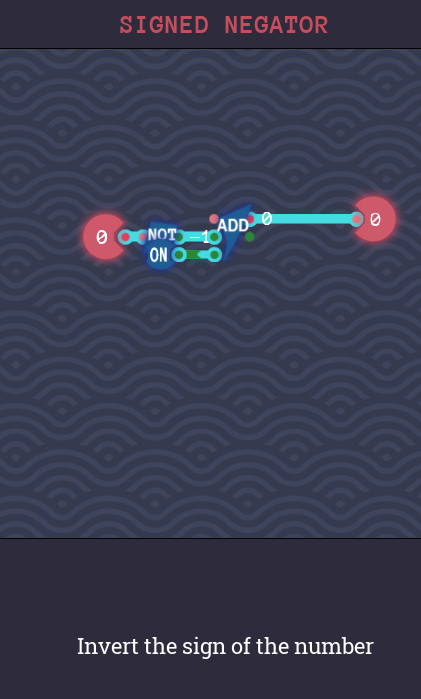 SIGNED NEGATOR
0
ADD
0
0
NOT
-1
ON
Invert the sign of the number